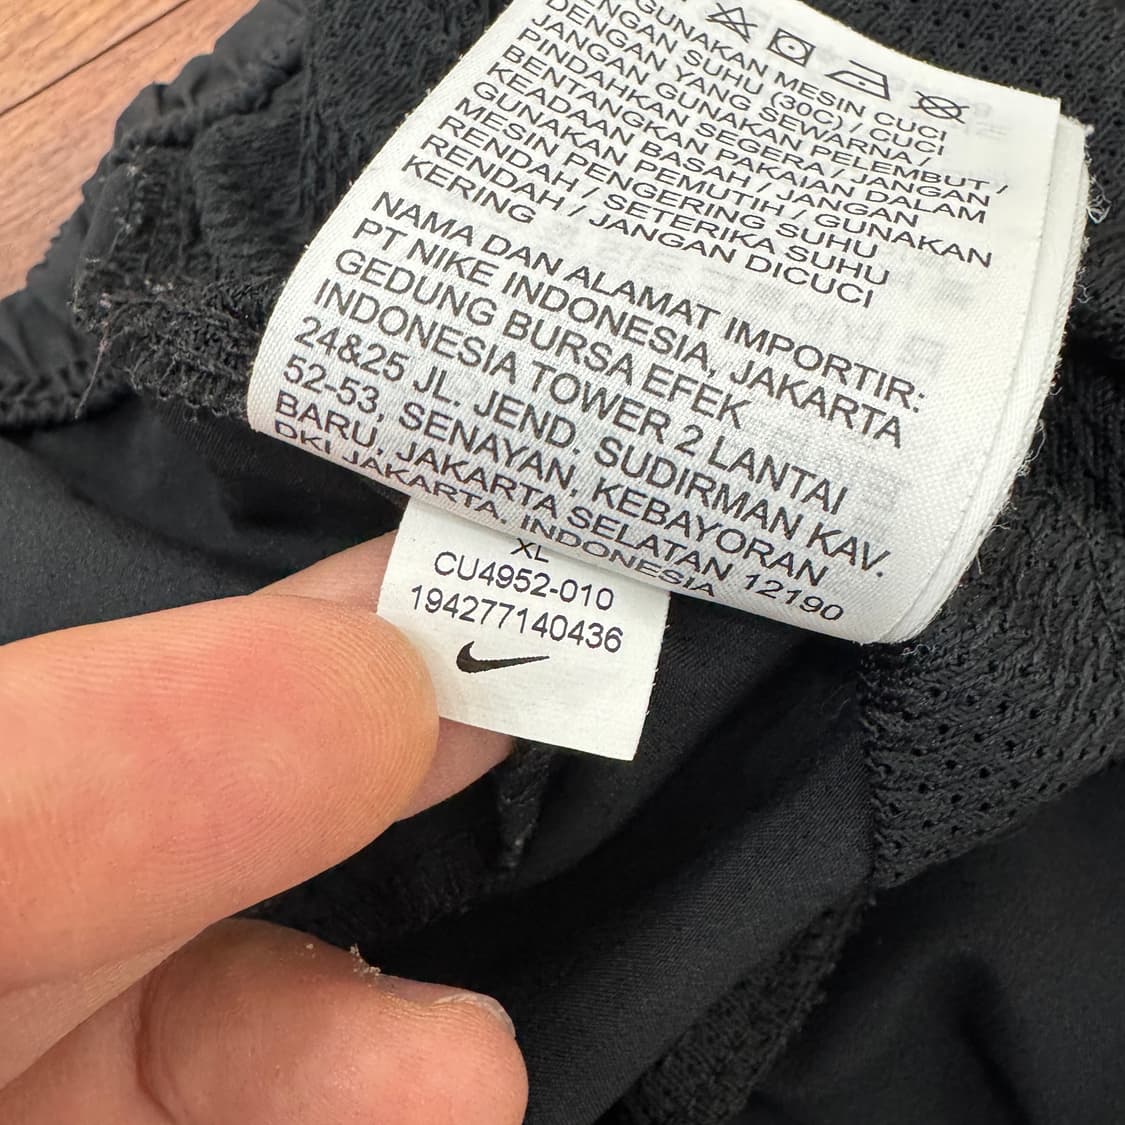 GUNAKAN MESIN CUCI
DENGAN SUHU (30C) / CUCI
JANGAN YANG SEWARNA /
JANGAN GUNAKAN PELEMBUT /
PINDAHKAN SEGERA / JANGAN
BENTANGKAN PAKAIAN DALAM
KEADAAN BASAH / JANGAN
GUNAKAN PEMUTIH / GUNAKAN
MESIN PENGERING SUHU
RENDAH / SETERIKA SUHU
RENDAH / JANGAN DICUCI
KERING
NAMA DAN ALAMAT IMPORTIR:
PT NIKE INDONESIA, JAKARTA
GEDUNG BURSA EFEK
INDONESIA TOWER 2 LANTAI
24&25 JL. JEND. SUDIRMAN KAV.
52-53, SENAYAN, KEBAYORAN
BARU, JAKARTA SELATAN 12190
DKI JAKARTA. INDONESIA
XL
CU4952-010
194277140436